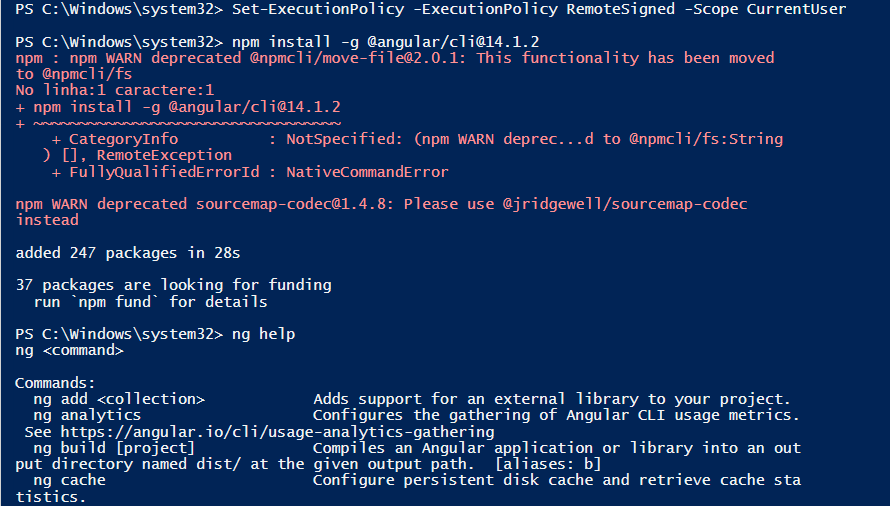 PS C:\Windows\system32> Set-ExecutionPolicy -ExecutionPolicy RemoteSigned -Scope CurrentUser
PS C:\Windows\system32> npm install -g @angular/cli@14.1.2
npm : npm WARN deprecated @npmcli/move-file@2.0.1: This functionality has been moved
to @npmcli/fs
No linha:1 caractere:1
+ npm install -g @angular/cli@14.1.2
+ ~~~~~~~~~~~~~~~~~~~~~~~~~~~~~~~~~~
    + CategoryInfo          : NotSpecified: (npm WARN deprec...d to @npmcli/fs:String
   ) [], RemoteException
    + FullyQualifiedErrorId : NativeCommandError
npm WARN deprecated sourcemap-codec@1.4.8: Please use @jridgewell/sourcemap-codec
instead
added 247 packages in 28s
37 packages are looking for funding
  run `npm fund` for details
PS C:\Windows\system32> ng help
ng <command>
Commands:
  ng add <collection>            Adds support for an external library to your project.
  ng analytics                   Configures the gathering of Angular CLI usage metrics.
 See https://angular.io/cli/usage-analytics-gathering
  ng build [project]             Compiles an Angular application or library into an out
put directory named dist/ at the given output path.  [aliases: b]
  ng cache                       Configure persistent disk cache and retrieve cache sta
tistics.